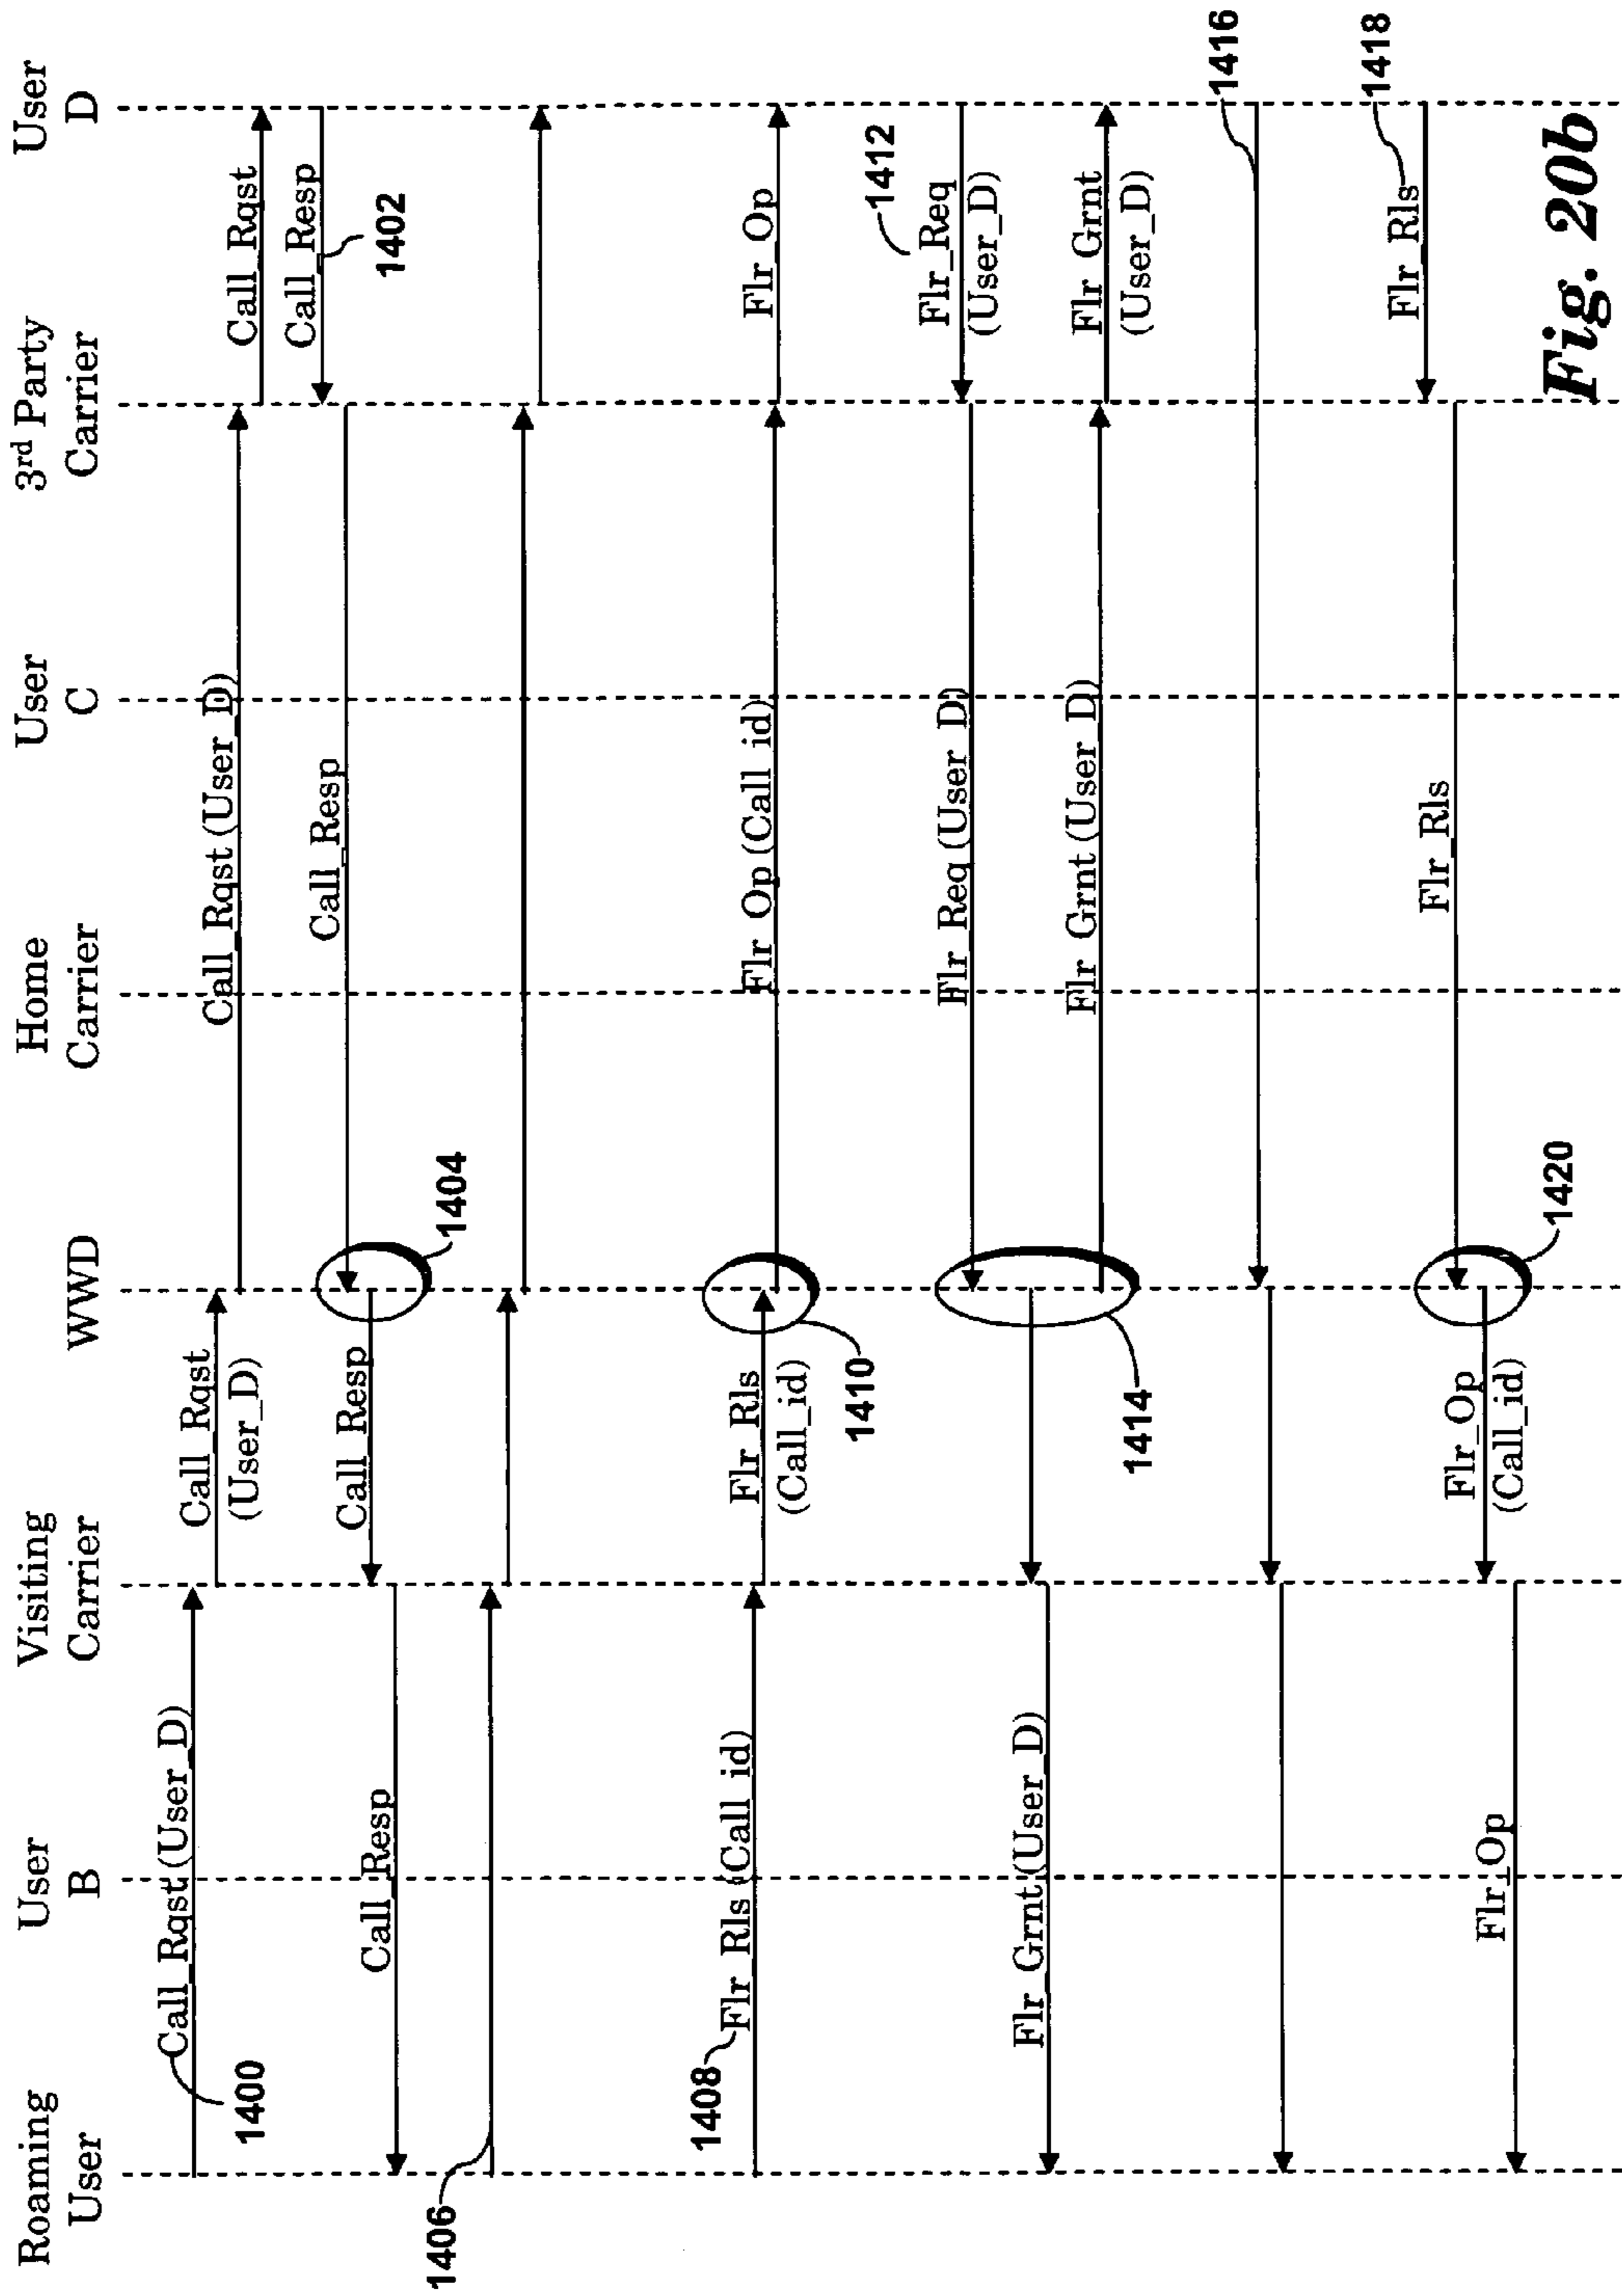 Roaming
User
User
B
Visiting
Carrier
WWD
Home
Carrier
User
C
3rd Party
Carrier
User
D
1400
Call_Rqst (User_D)
Call_Rqst
(User_D)
Call_Rqst (User_D)
Call_Rqst
Call_Resp
1402
Call_Resp
1404
Call_Resp
Call_Resp
1406
1408
Flr_Rls (Call_id)
Flr_Rls
(Call_id)
1410
Flr_Op (Call_id)
Flr_Op
1412
Flr_Req
(User_D)
Flr_Req (User_D)
1414
Flr_Grnt (User_D)
Flr_Grnt (User_D)
Flr_Grnt
(User_D)
1416
1418
Flr_Rls
Flr_Rls
1420
Flr_Op
(Call_id)
Flr_Op
Fig. 20b